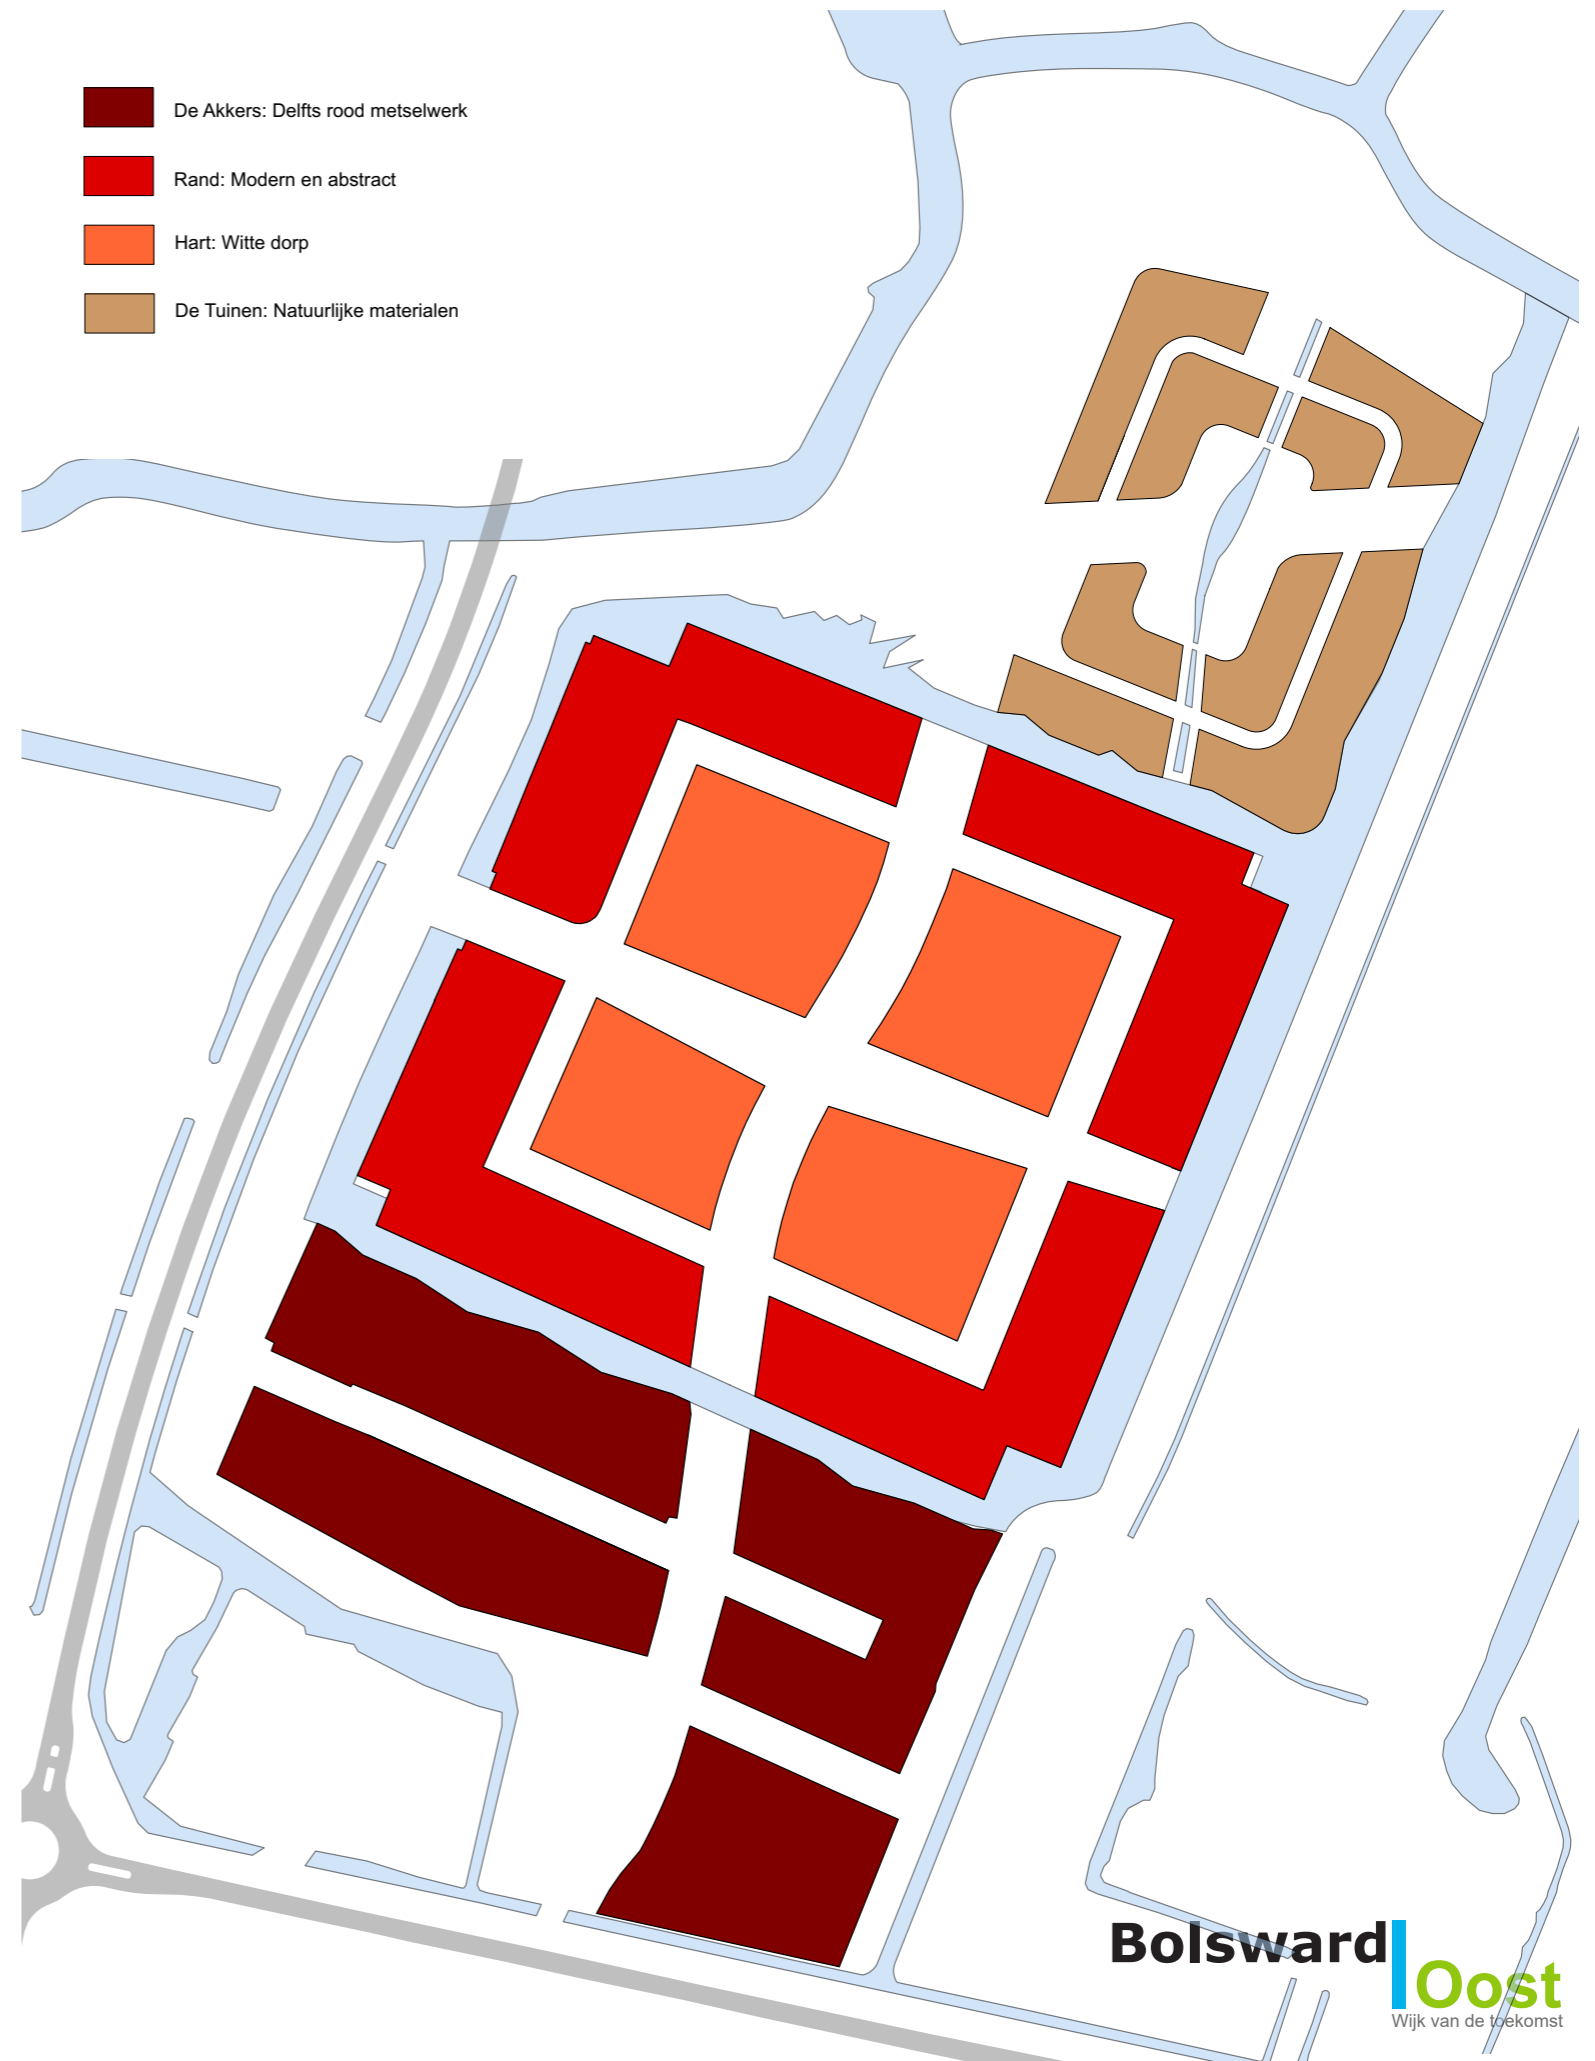 De Akkers: Delfts rood metselwerk
Rand: Modern en abstract
Hart: Witte dorp
De Tuinen: Natuurlijke materialen
Bolsward
Oost
Wijk van de toekomst